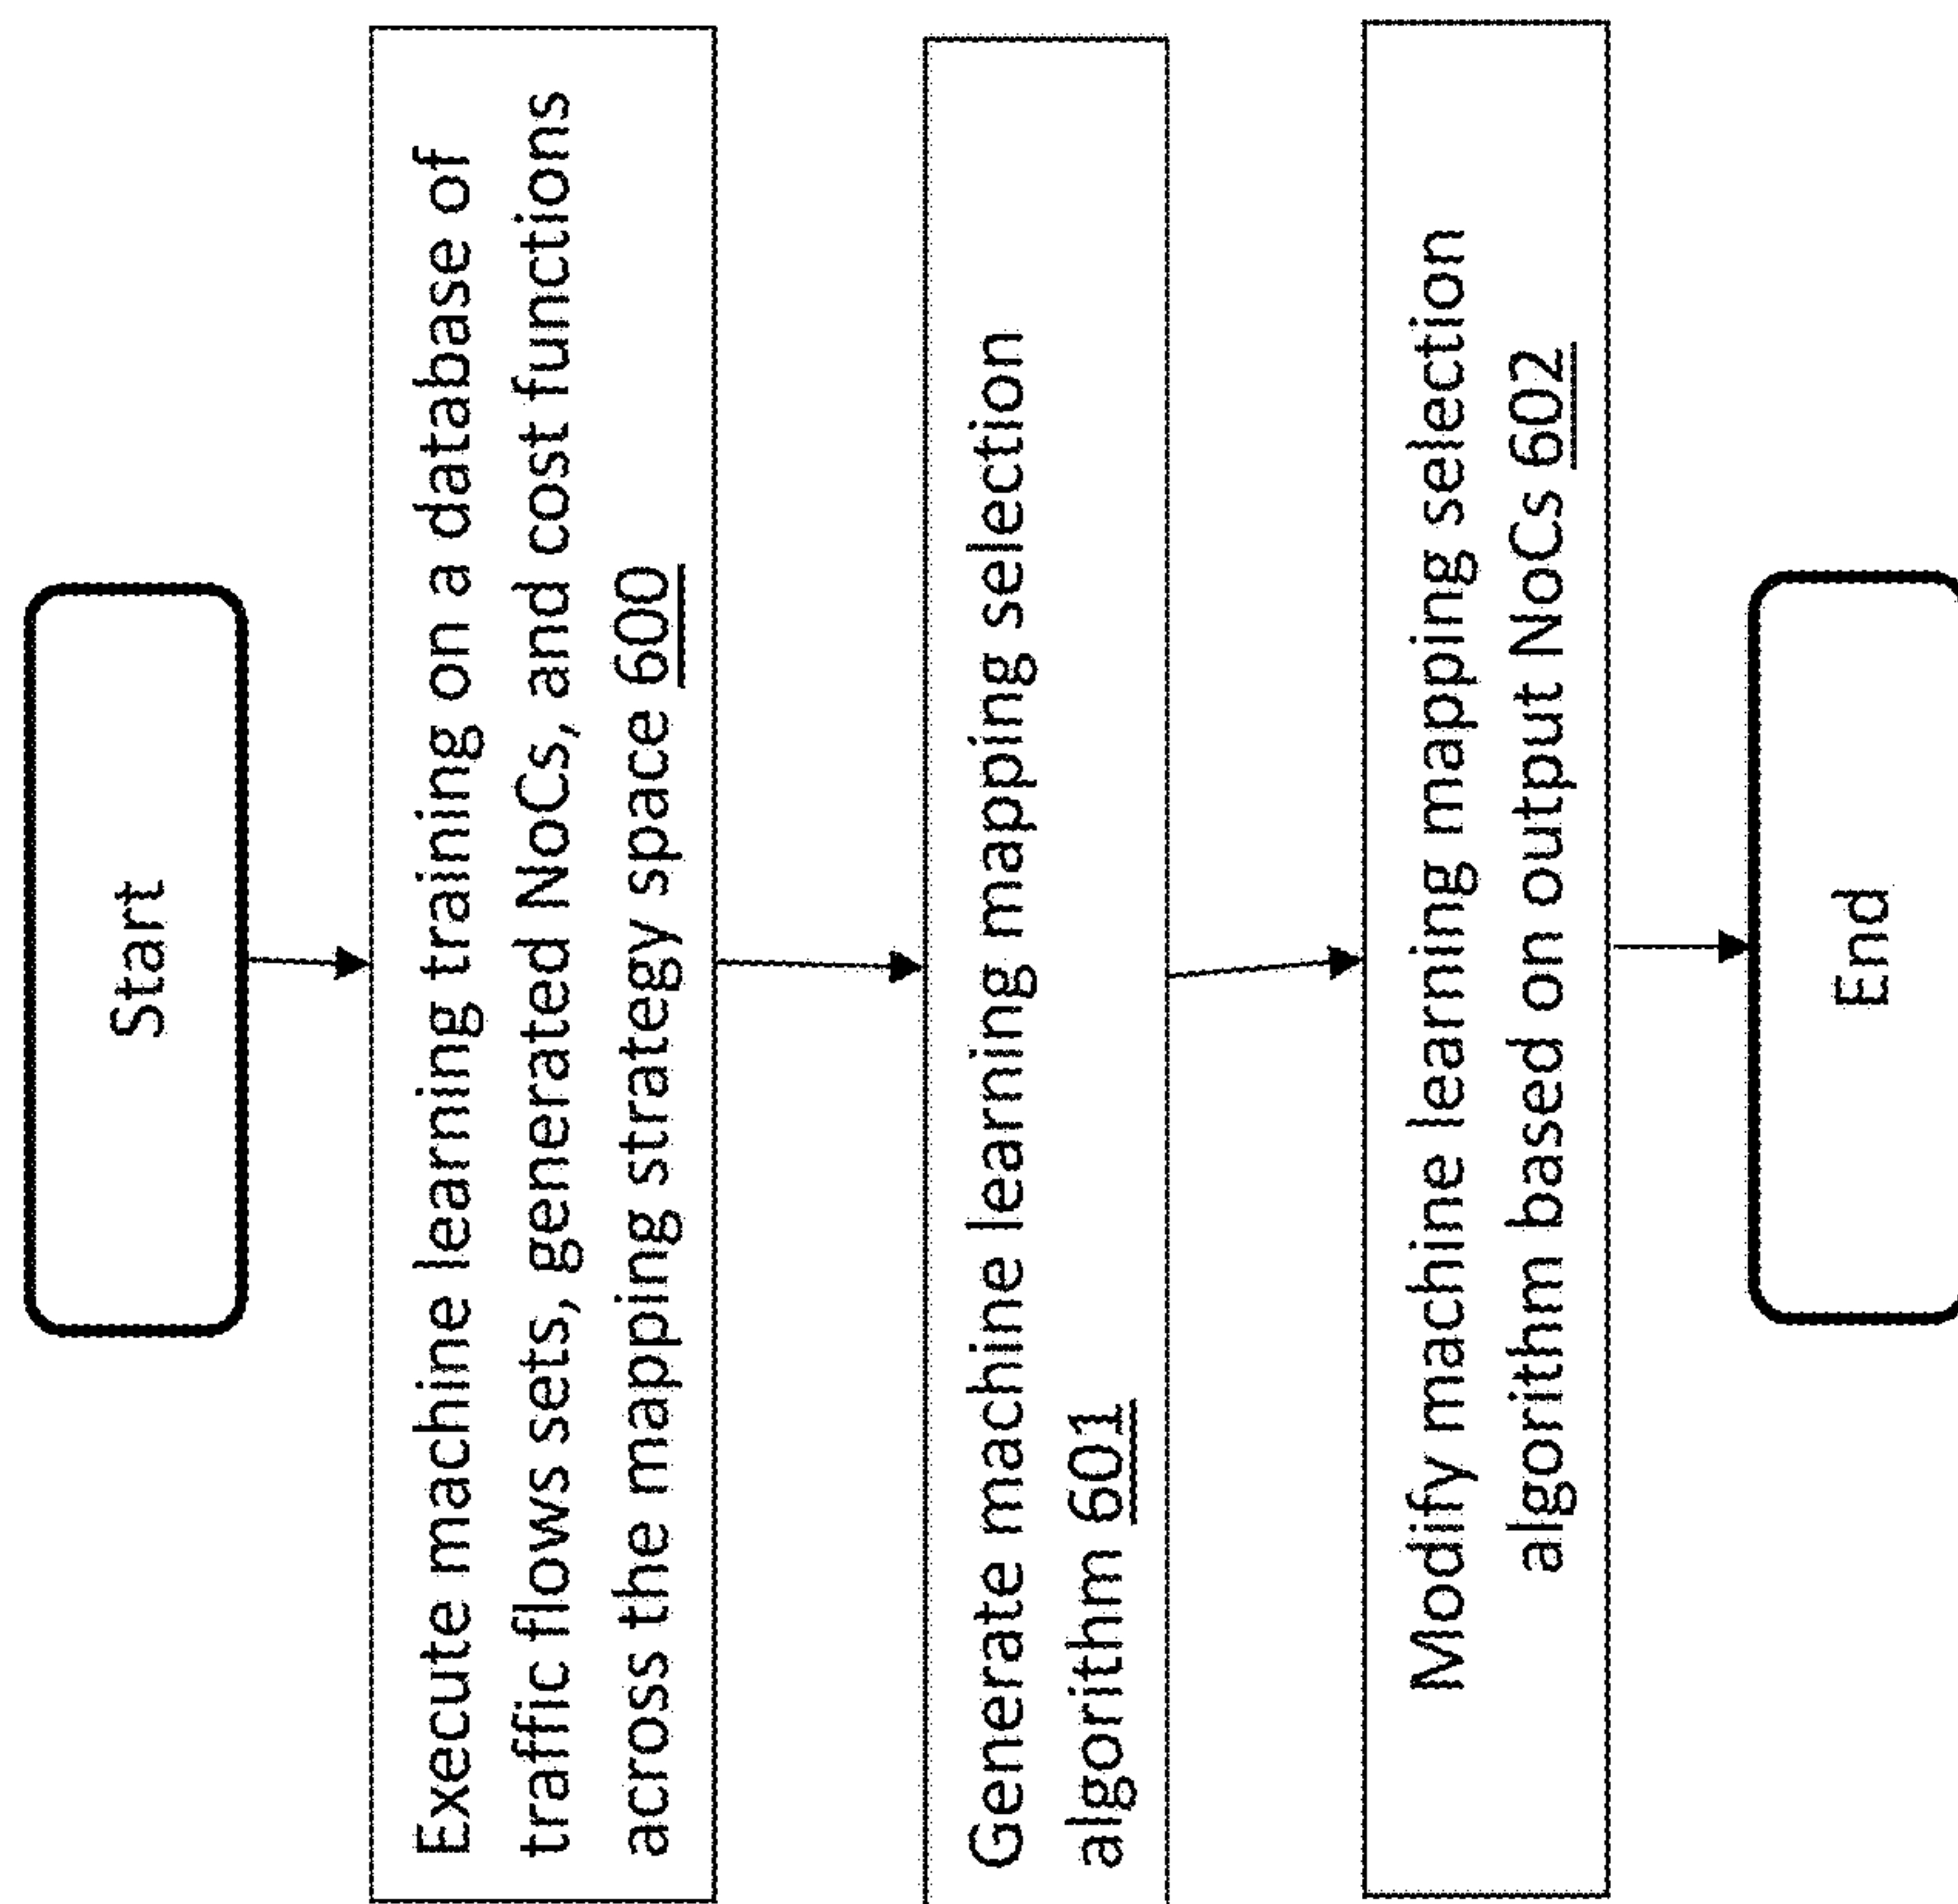 Start
Execute machine learning training on a database of
traffic flows sets, generated NoCs, and cost functions
across the mapping strategy space 600
Generate machine learning mapping selection
algorithm 601
Modify machine learning mapping selection
algorithm based on output NoCs 602
End